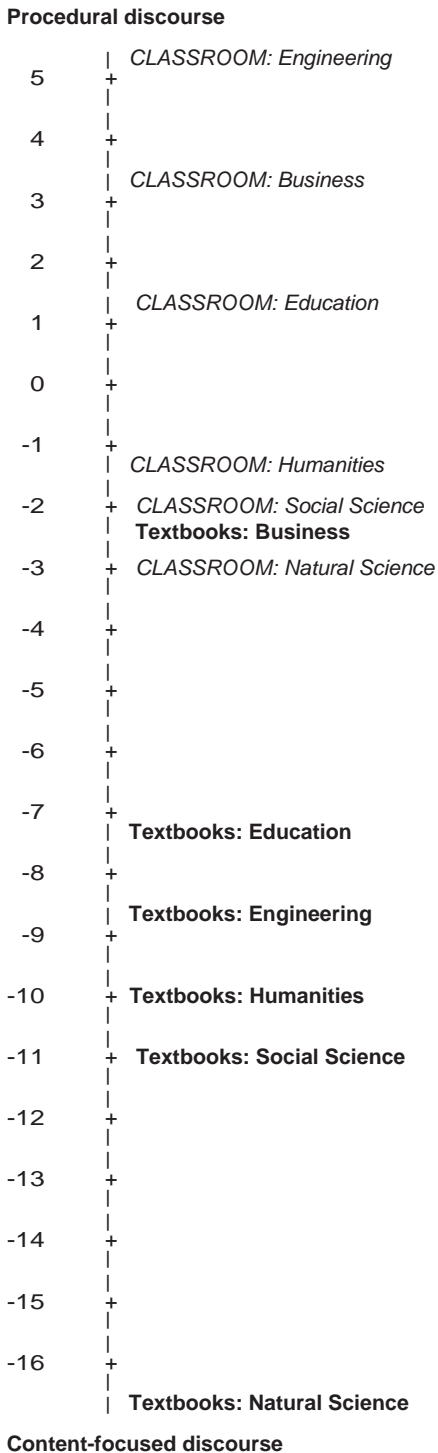 Procedural discourse
| CLASSROOM: Engineering
5 +
|
4 +
|
| CLASSROOM: Business
3 +
|
2 +
|
| CLASSROOM: Education
1 +
|
0 +
|
-1 +
| CLASSROOM: Humanities
-2 + CLASSROOM: Social Science
| Textbooks: Business
-3 + CLASSROOM: Natural Science
|
-4 +
|
-5 +
|
-6 +
|
-7 +
| Textbooks: Education
-8 +
| Textbooks: Engineering
-9 +
|
-10 + Textbooks: Humanities
|
-11 + Textbooks: Social Science
|
-12 +
|
-13 +
|
-14 +
|
-15 +
|
-16 +
|
| Textbooks: Natural Science
Content-focused discourse